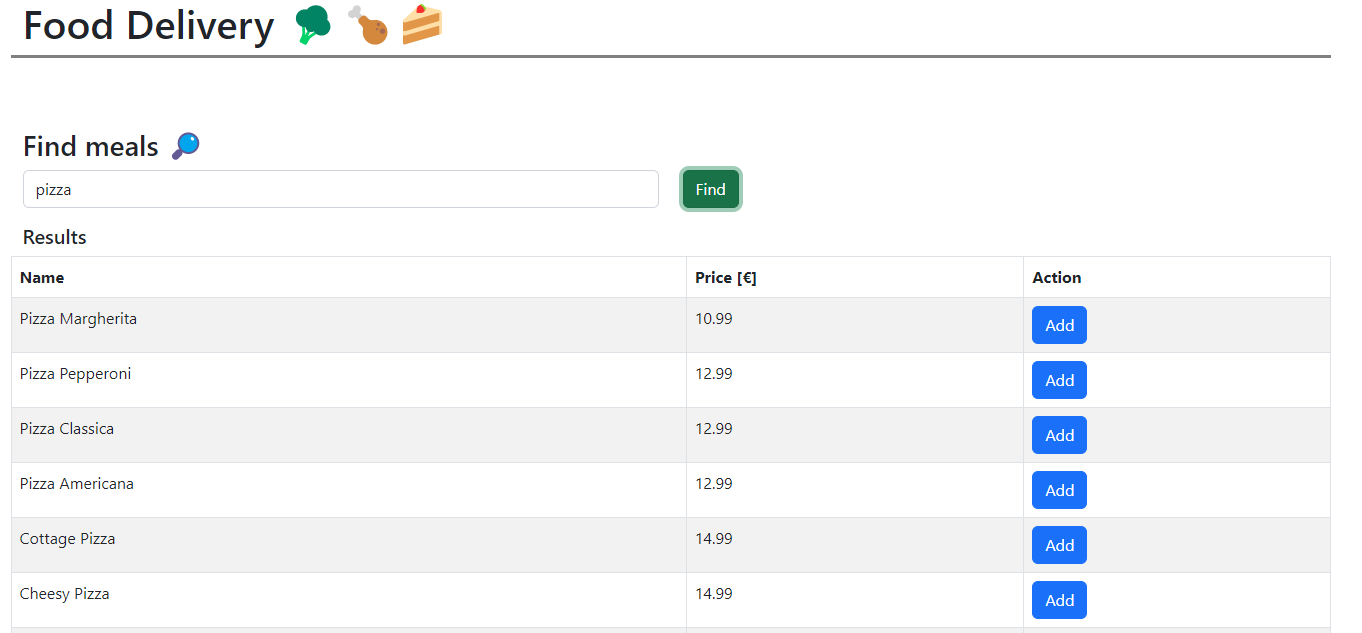 Food Delivery
Find meals
pizza Find
Results
Name Price [€] Action
Pizza Margherita 10.99 Add
Pizza Pepperoni 12.99 Add
Pizza Classica 12.99 Add
Pizza Americana 12.99 Add
Cottage Pizza 14.99 Add
Cheesy Pizza 14.99 Add